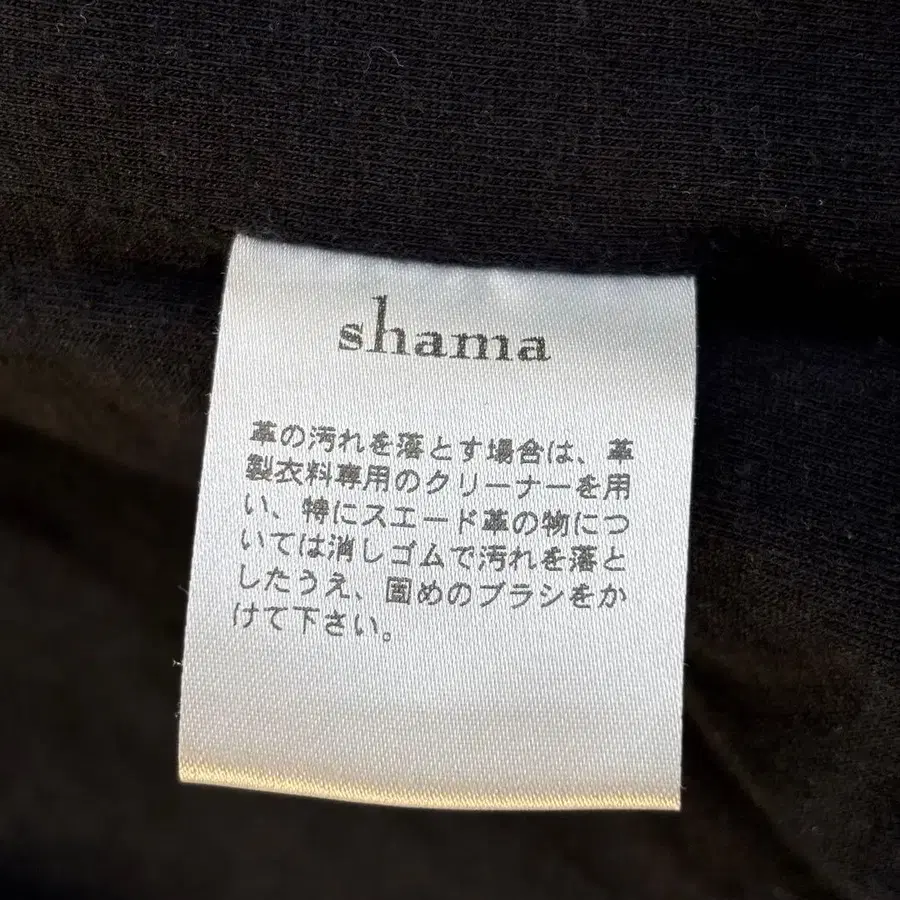 shama
革の汚れを落とす場合は、革
製衣料専用のクリーナーを用
い、特にスエード革の物につ
いては消しゴムで汚れを落と
したうえ、固めのブラシをか
けて下さい。